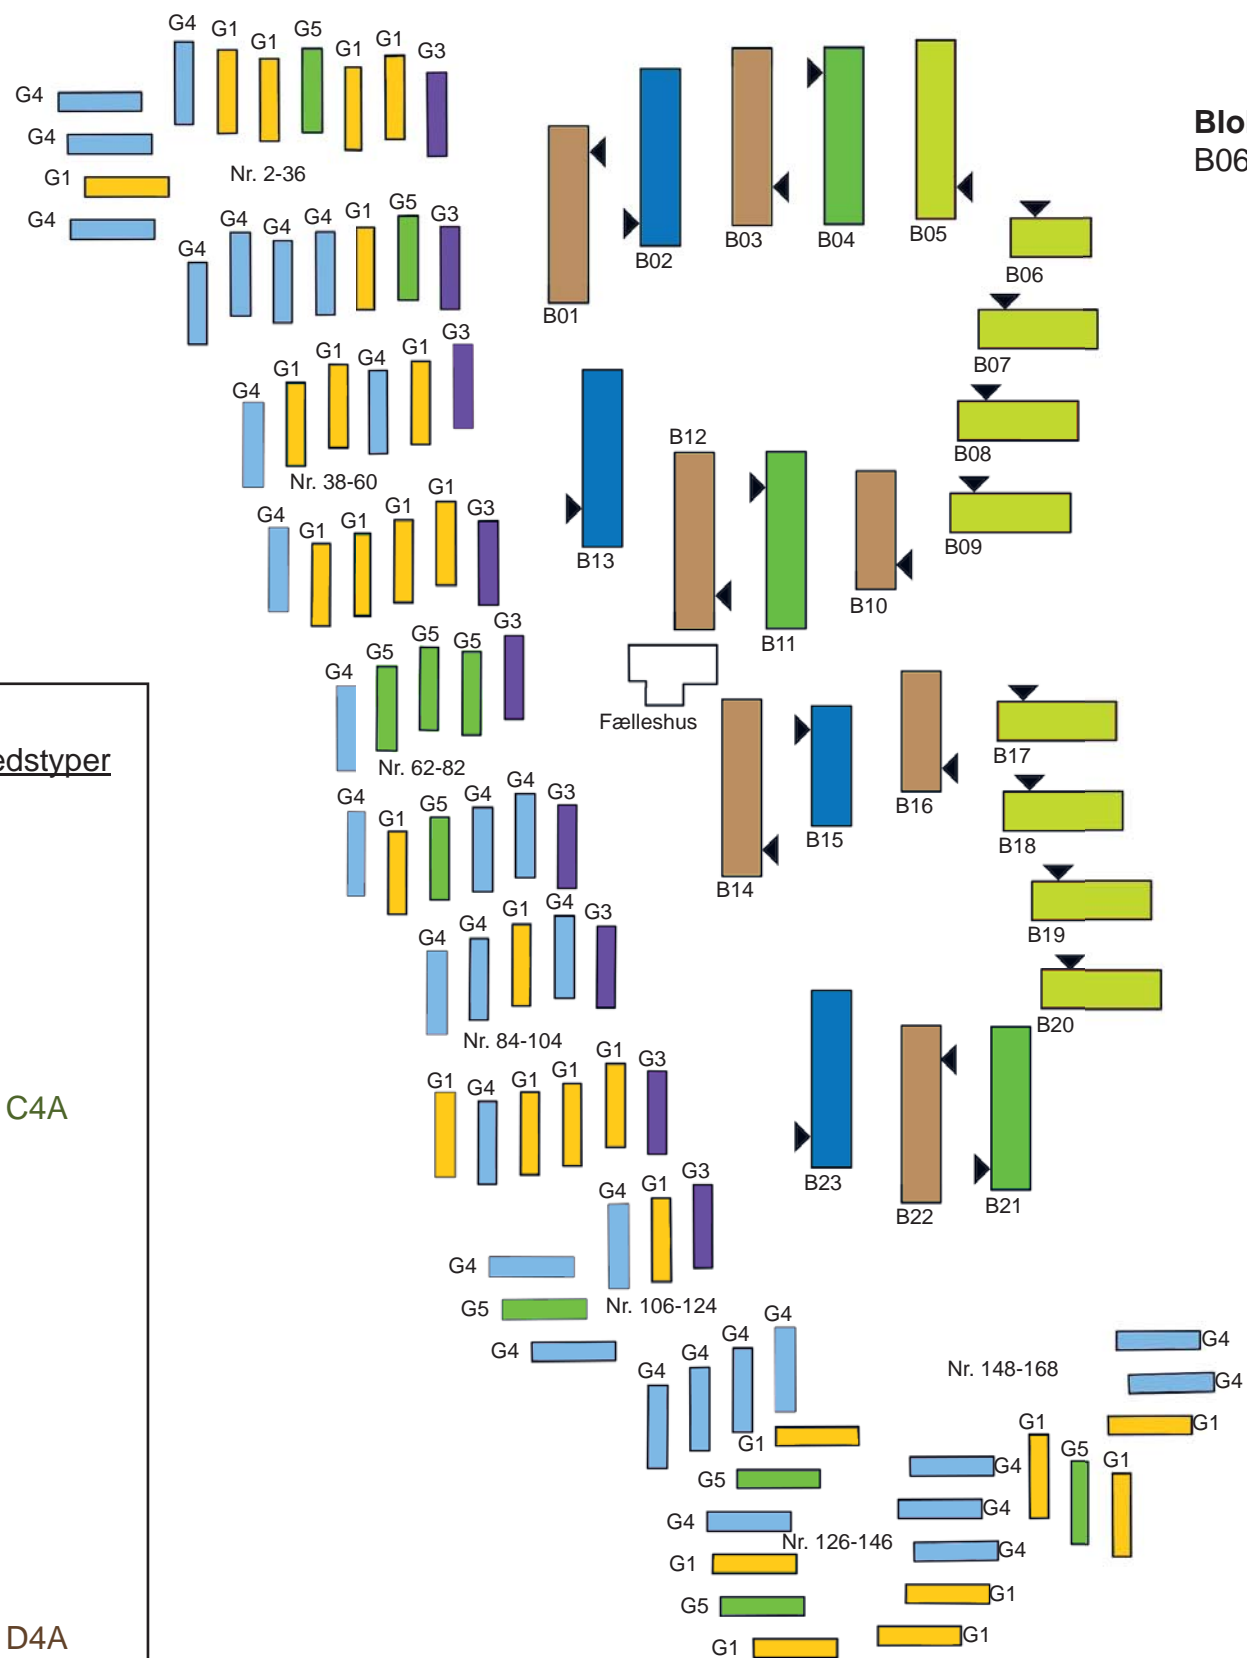 G4 G1 G1 G5 G1 G1 G3
G4
G4
G1
G4
Nr. 2-36
G4 G4 G4 G4 G1 G5 G3
G4 G1 G1 G4 G1 G3
Nr. 38-60
G4 G1 G1 G1 G1 G3
G4 G5 G5 G5 G3
Nr. 62-82
G4 G1 G5 G4 G4 G3
G4 G4 G1 G4 G3
Nr. 84-104
G1 G4 G1 G1 G1 G3
G4 G1 G3
G4
G5
G4
Nr. 106-124
G4 G4 G4 G4
G1
G5
G4
Nr. 126-146
G1
G5
G1
Nr. 148-168
G4
G4
G1
G1 G5 G1
G4
G4
G4
G1
G1
B01
B02
B03
B04
B05
B06
B07
B08
B09
B10
B11
B12
B13
Fælleshus
B14
B15
B16
B17
B18
B19
B20
B21
B22
B23
Blo
B06
edstyper
C4A
D4A